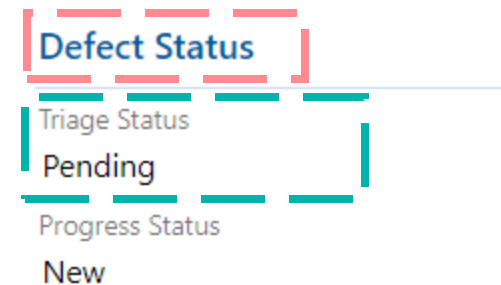 Defect Status
Triage Status
Pending
Progress Status
New